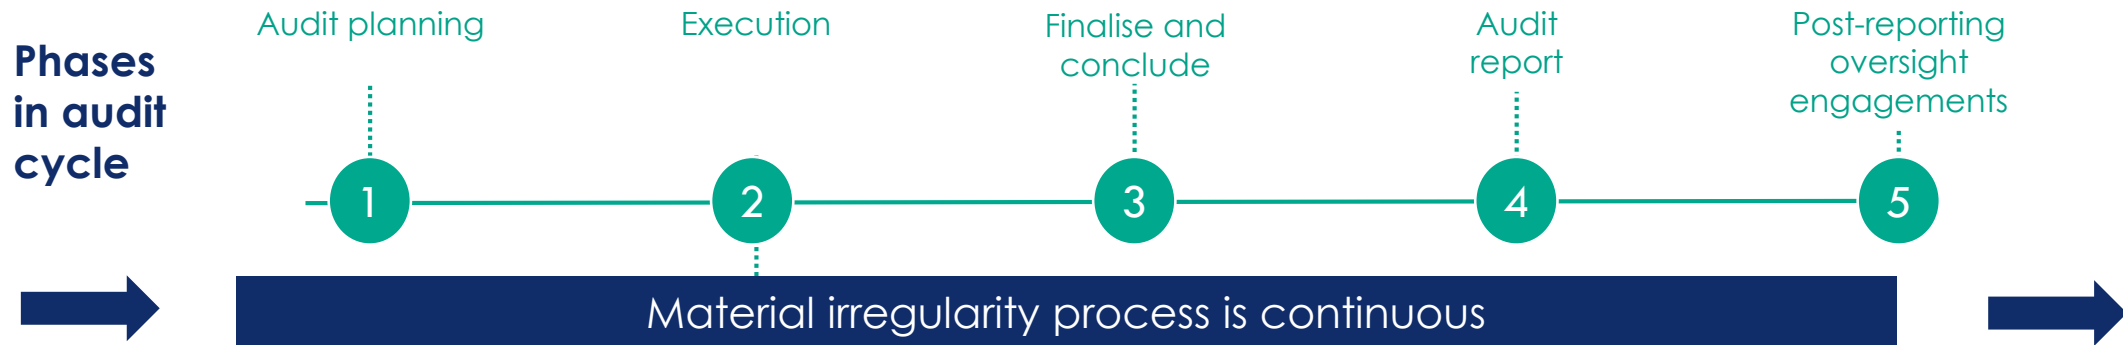 Phases
in audit
cycle
Audit planning
Execution
Finalise and
conclude
Audit
report
Post-reporting
oversight
engagements
1
2
3
4
5
Material irregularity process is continuous